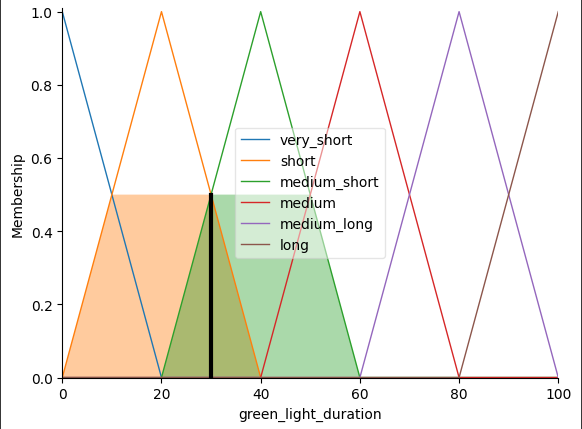 1.0
0.8
0.6
0.4
0.2
0.0
Membership
very_short
short
medium_short
medium
medium_long
long
0 20 40 60 80 100
green_light_duration